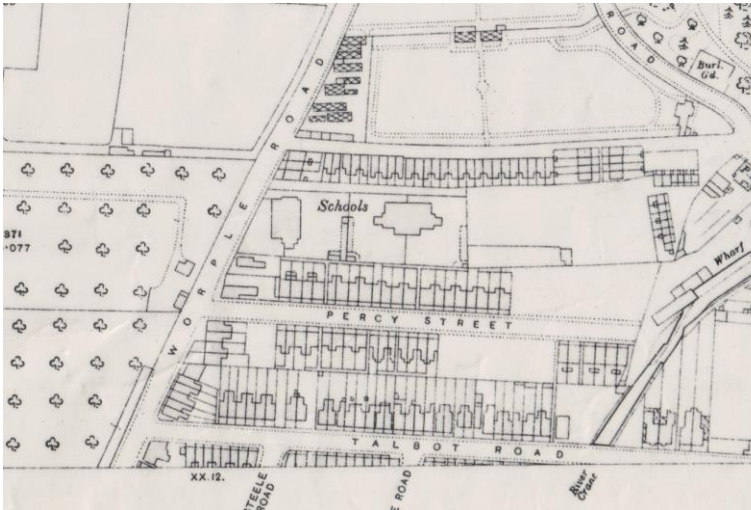 ROAD
Burl.
Gd.
WORPLE ROAD
Schools
371
·077
Wharf
PERCY STREET
TALBOT ROAD
XX.12.
STEELE
ROAD
ROAD
River
Crane